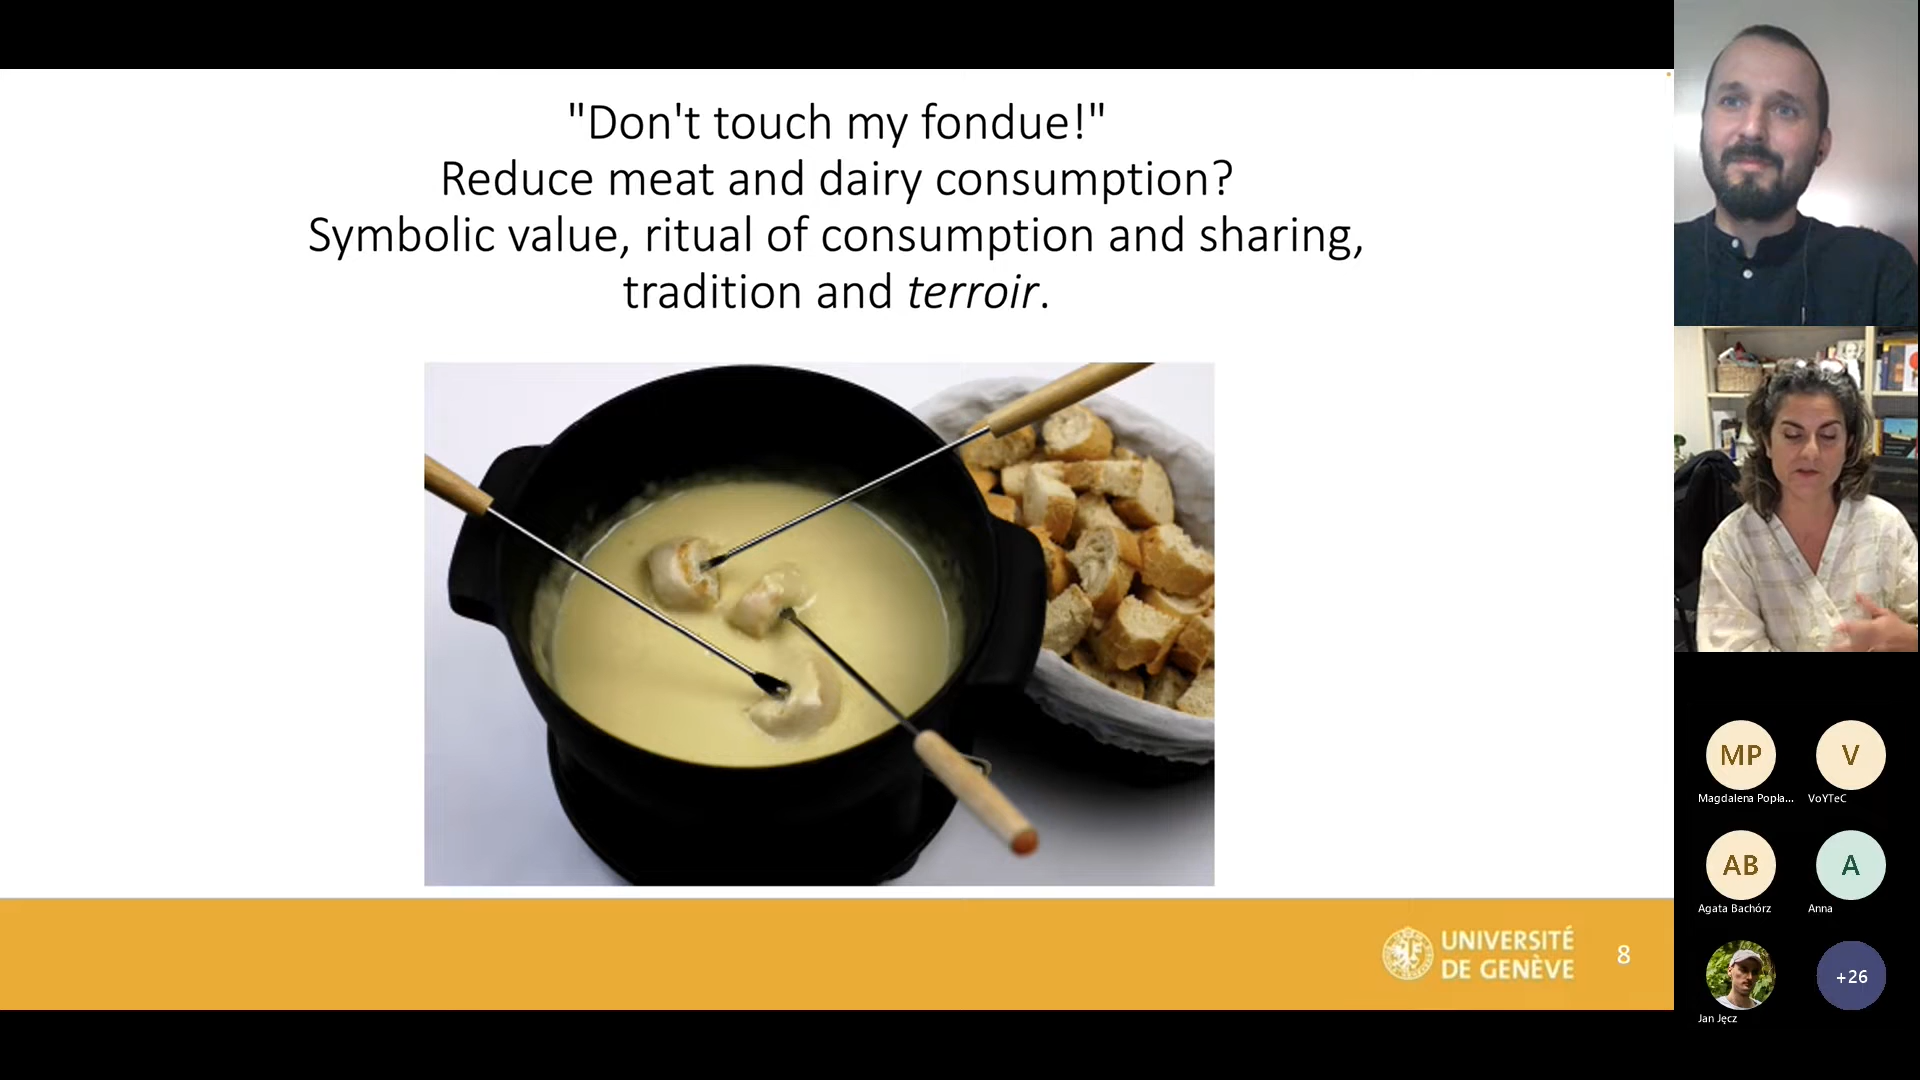 "Don't touch my fondue!"
Reduce meat and dairy consumption?
Symbolic value, ritual of consumption and sharing,
tradition and terroir.
UNIVERSITÉ
DE GENÈVE
8
MP
Magdalena Popła...
V
VoYTeC
AB
Agata Bachórz
A
Anna
Jan Jęcz
+26